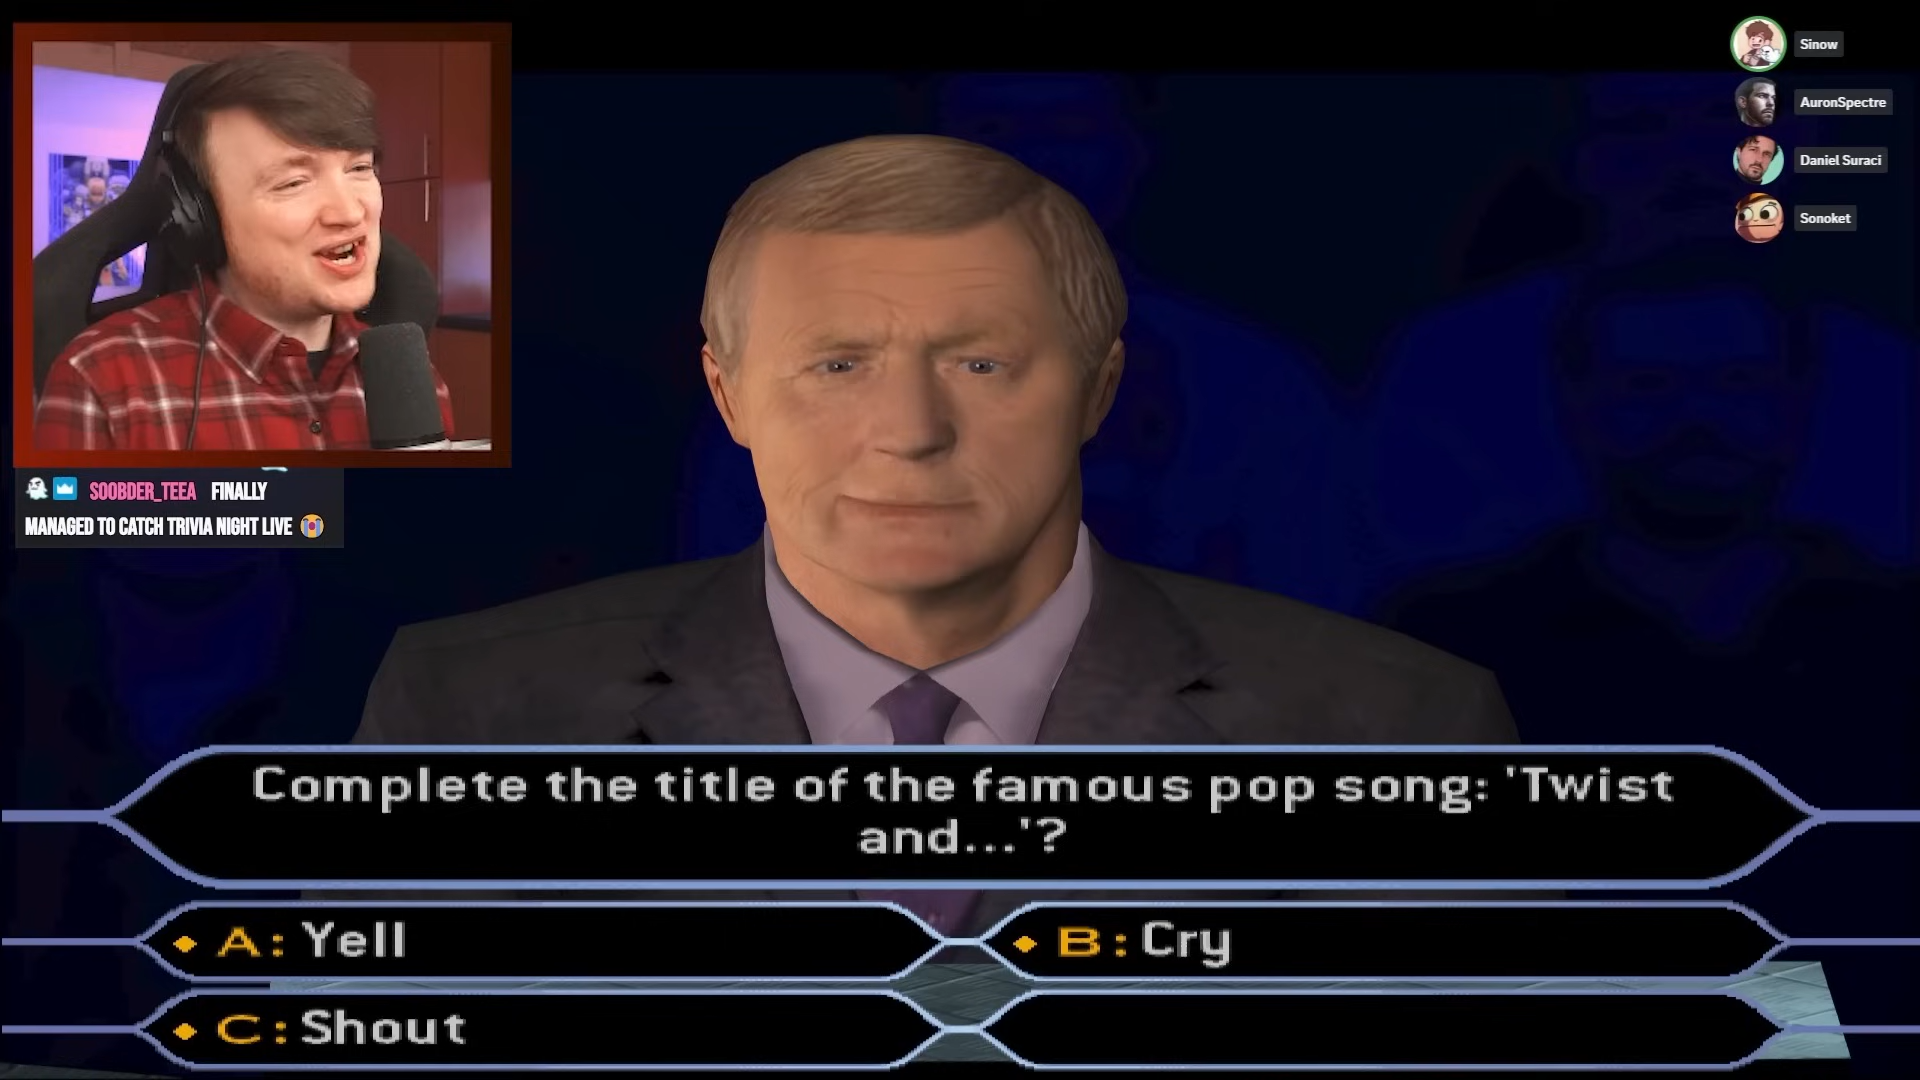 Sinow
AuronSpectre
Daniel Suraci
Sonoket
SOOBDER_TEEA FINALLY
MANAGED TO CATCH TRIVIA NIGHT LIVE
Complete the title of the famous pop song: 'Twist
and...'?
A: Yell
B: Cry
C: Shout